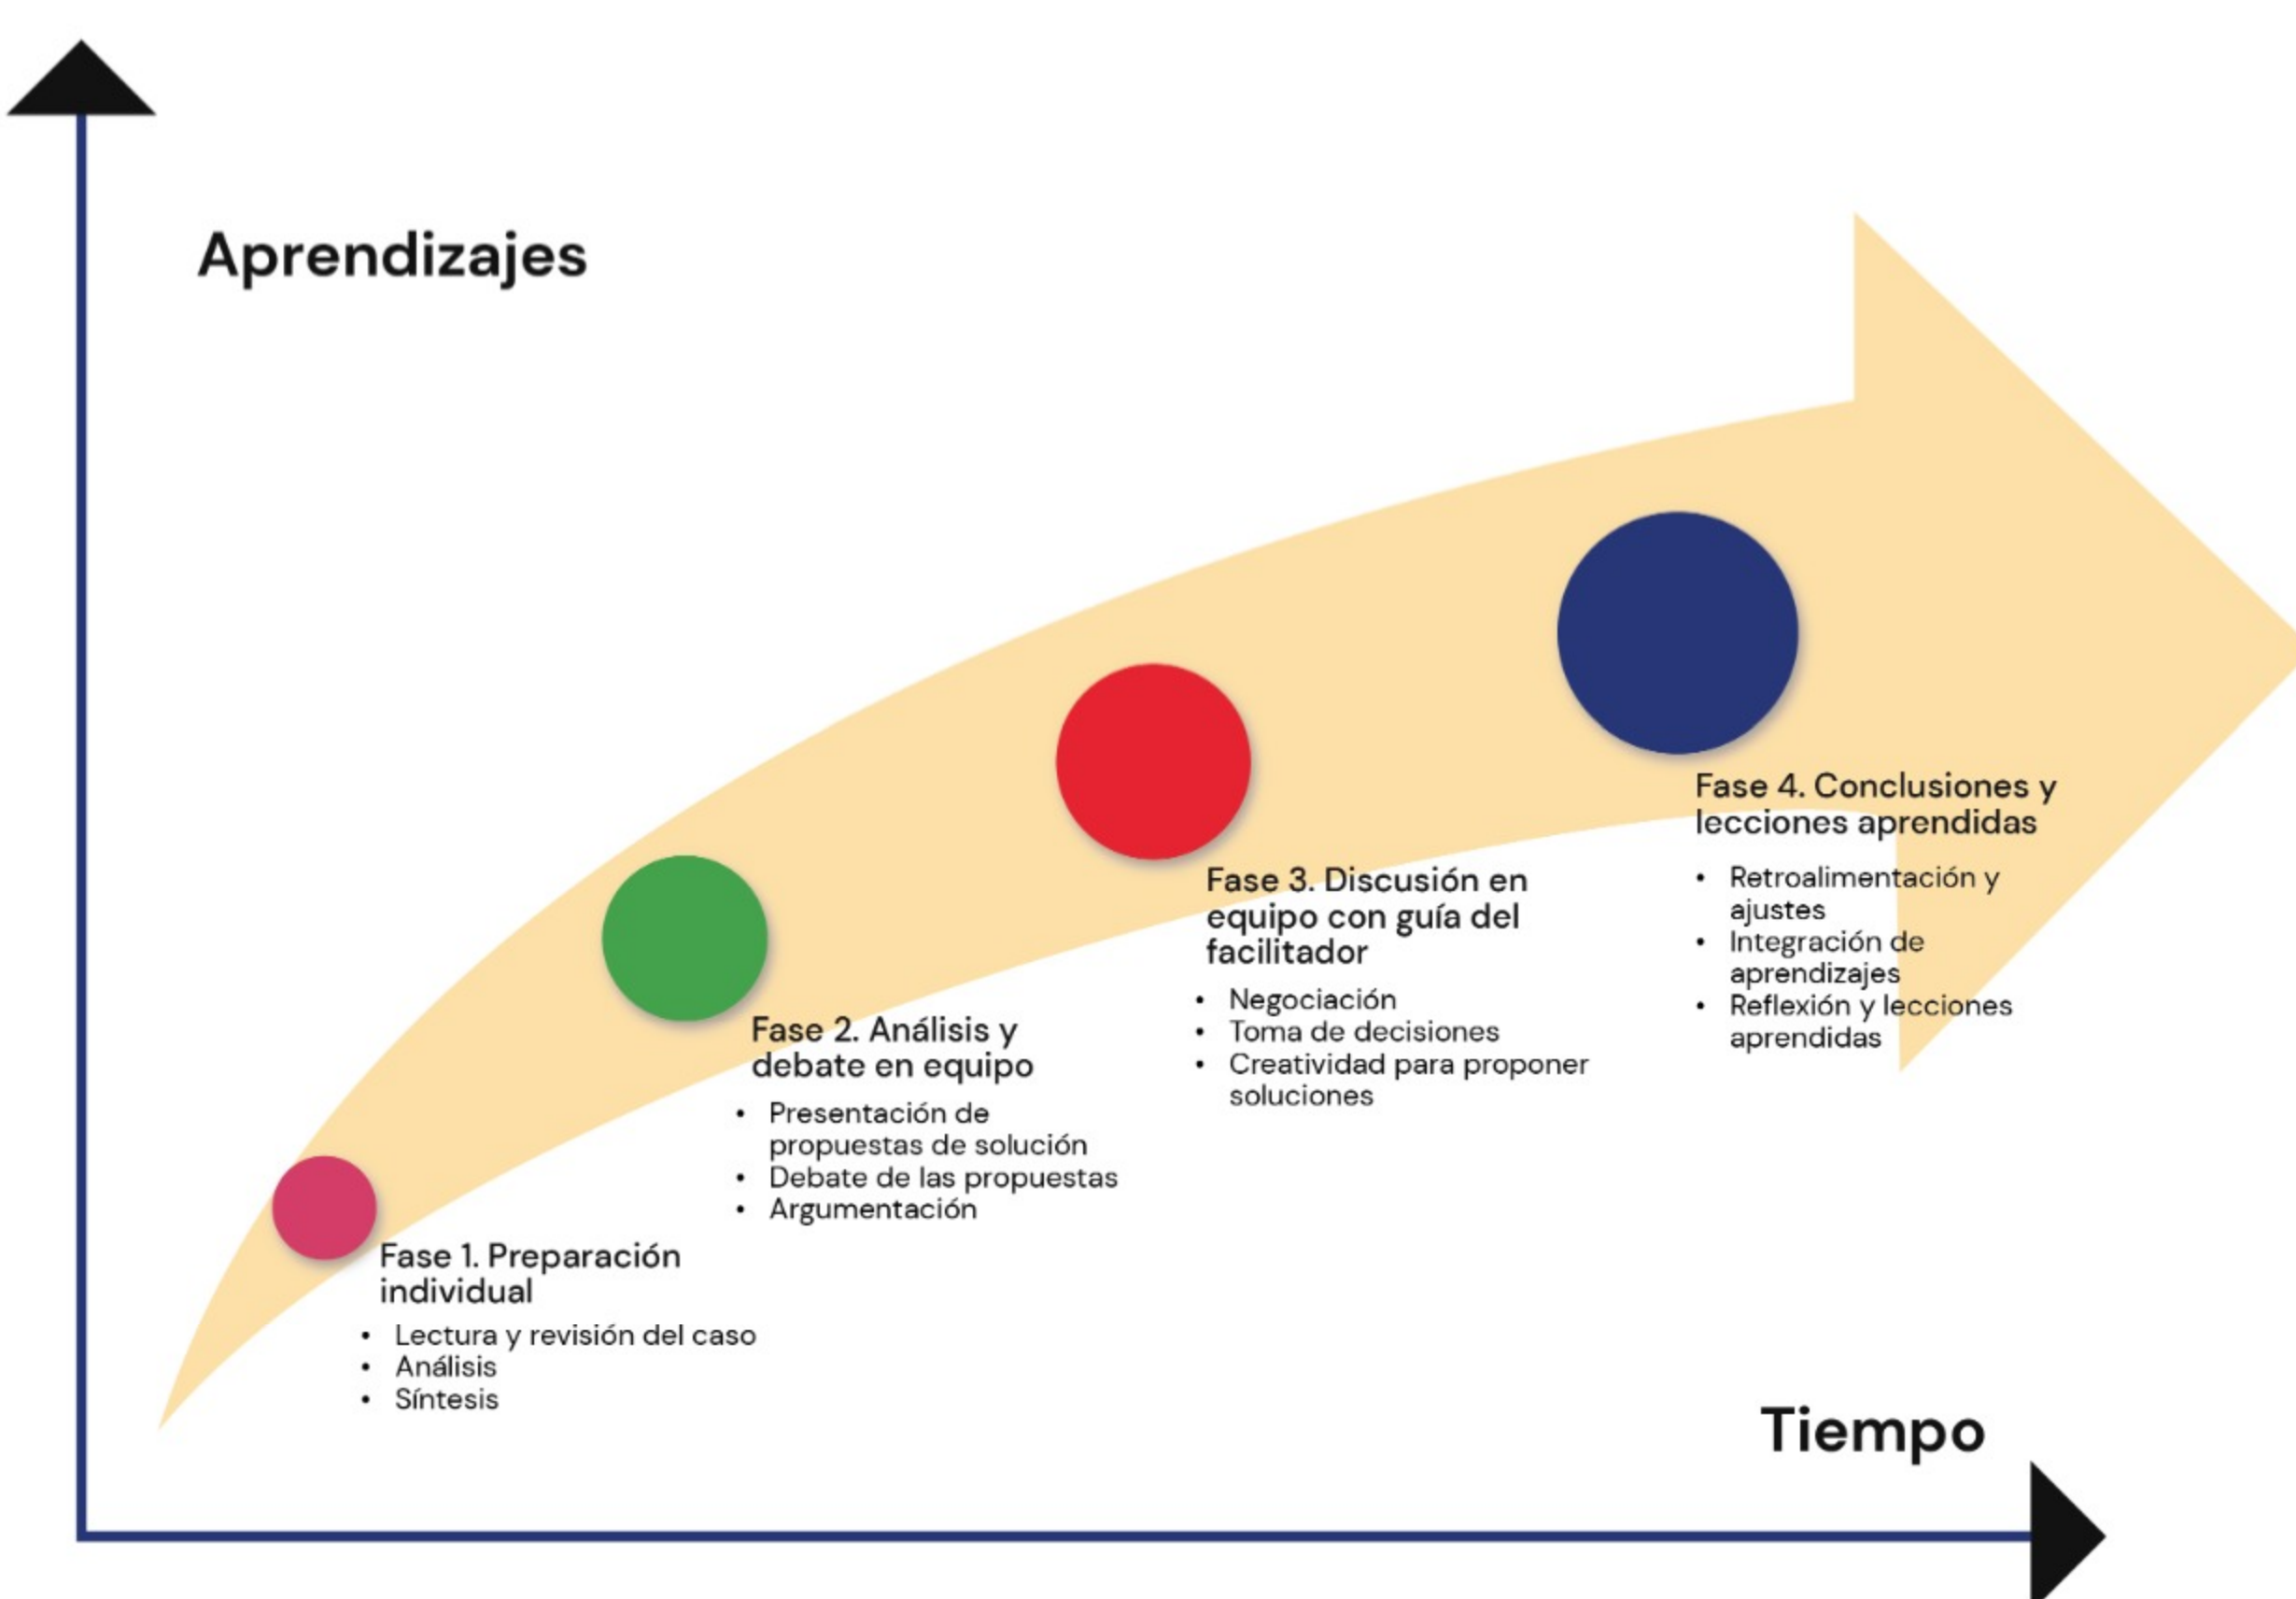 Aprendizajes
Fase 1. Preparación
individual
• Lectura y revisión del caso
• Análisis
• Síntesis
Fase 2. Análisis y
debate en equipo
• Presentación de
propuestas de solución
• Debate de las propuestas
• Argumentación
Fase 3. Discusión en
equipo con guía del
facilitador
• Negociación
• Toma de decisiones
• Creatividad para proponer
soluciones
Fase 4. Conclusiones y
lecciones aprendidas
• Retroalimentación y
ajustes
• Integración de
aprendizajes
• Reflexión y lecciones
aprendidas
Tiempo